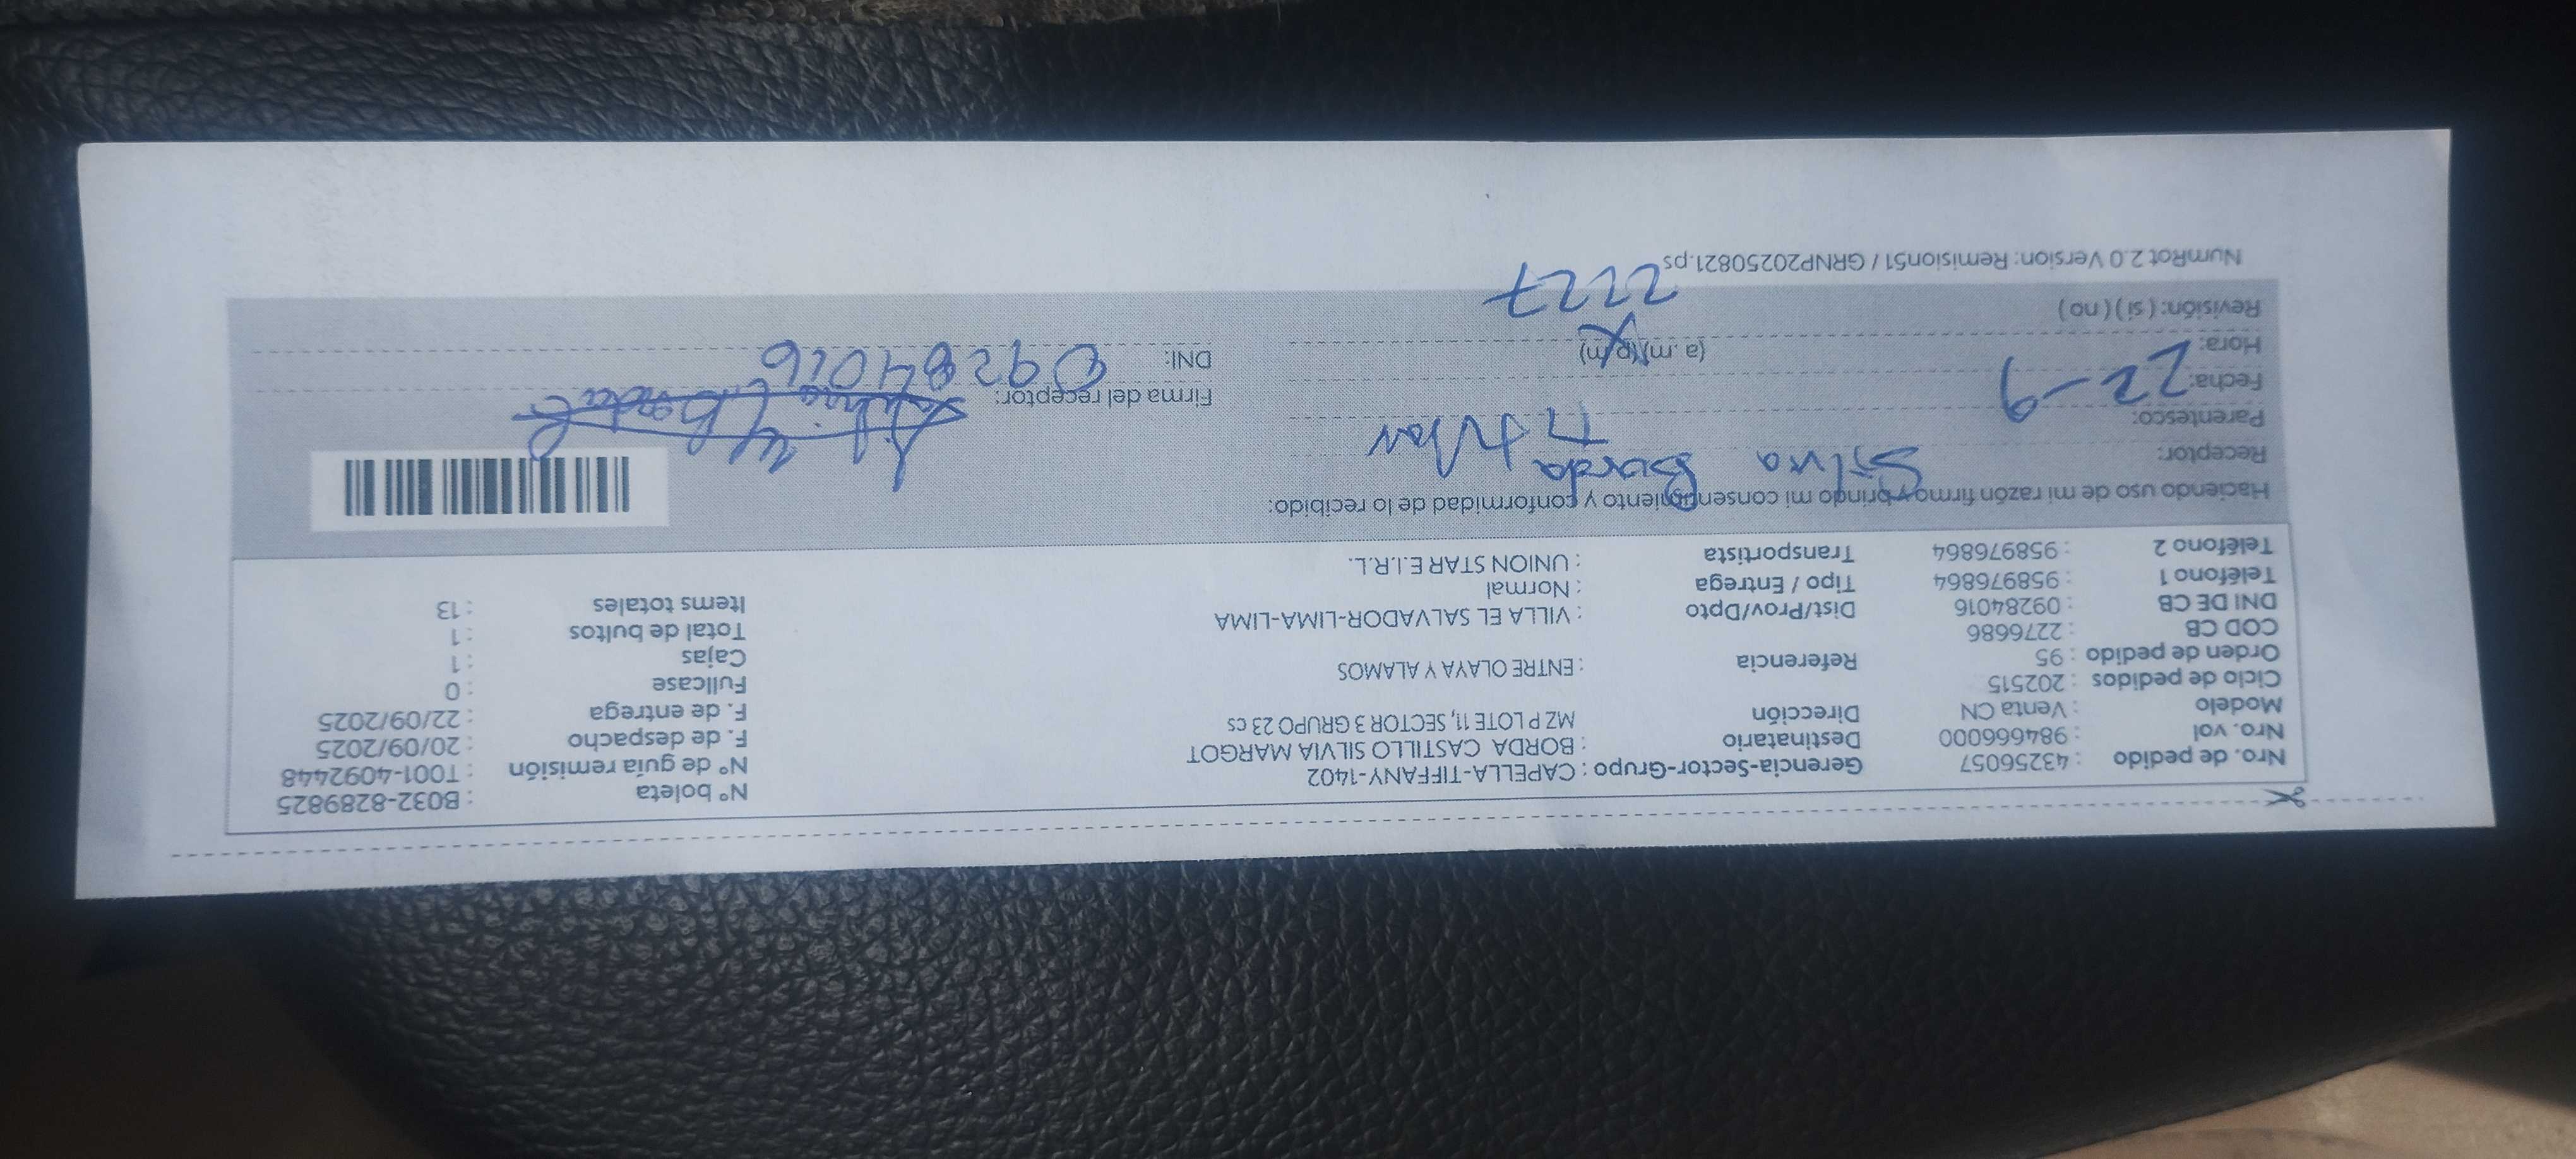 Nro. de pedido : 43256057 Gerencia-Sector-Grupo : CAPELLA-TIFFANY-1402 N° boleta : B032-8289825
Nro. vol : 984666000 Destinatario : BORDA CASTILLO SILVIA MARGOT N° de guía remisión : T001-4092448
Modelo : Venta CN Dirección MZ P LOTE 11, SECTOR 3 GRUPO 23 cs F. de despacho : 20/09/2025
Ciclo de pedidos : 202515 F. de entrega : 22/09/2025
Orden de pedido : 95 Referencia : ENTRE OLAYA Y ALAMOS Fullcase : 0
COD CB : 2276686 Cajas : 1
DNI DE CB : 09284016 Dist/Prov/Dpto : VILLA EL SALVADOR-LIMA-LIMA Total de bultos : 1
Teléfono 1 : 958976864 Tipo / Entrega : Normal Items totales : 13
Teléfono 2 : 958976864 Transportista : UNION STAR E.I.R.L.
Haciendo uso de mi razón firmo y brindo mi consentimiento y conformidad de lo recibido:
Receptor: Silvia Borda
Parentesco: Titular
Fecha: 22-9 Firma del receptor:
Hora: (a.m) (p.m) DNI: 09284016
Revisión: ( si ) ( no ) 2227
NumRot 2.0 Version: Remision51 / GRNP20250821.ps